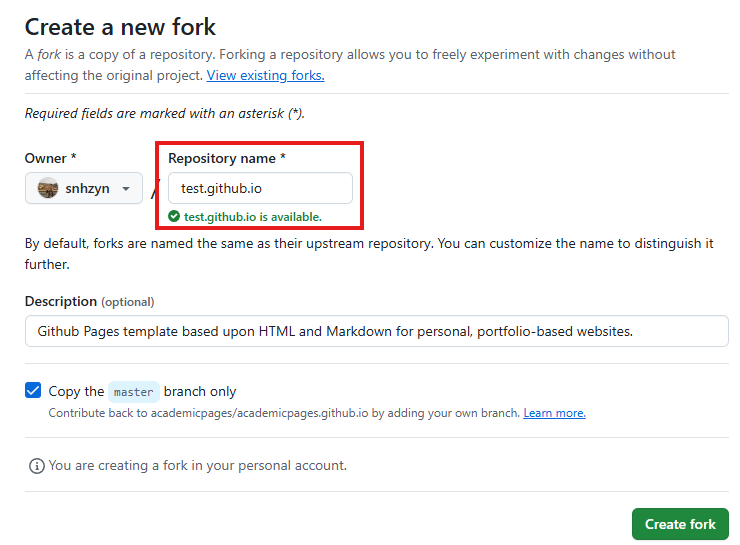 Create a new fork
A fork is a copy of a repository. Forking a repository allows you to freely experiment with changes without
affecting the original project. View existing forks.
Required fields are marked with an asterisk (*).
Owner *
Repository name *
snhzyn
/
test.github.io
test.github.io is available.
By default, forks are named the same as their upstream repository. You can customize the name to distinguish it
further.
Description (optional)
Github Pages template based upon HTML and Markdown for personal, portfolio-based websites.
Copy the master branch only
Contribute back to academicpages/academicpages.github.io by adding your own branch. Learn more.
You are creating a fork in your personal account.
Create fork